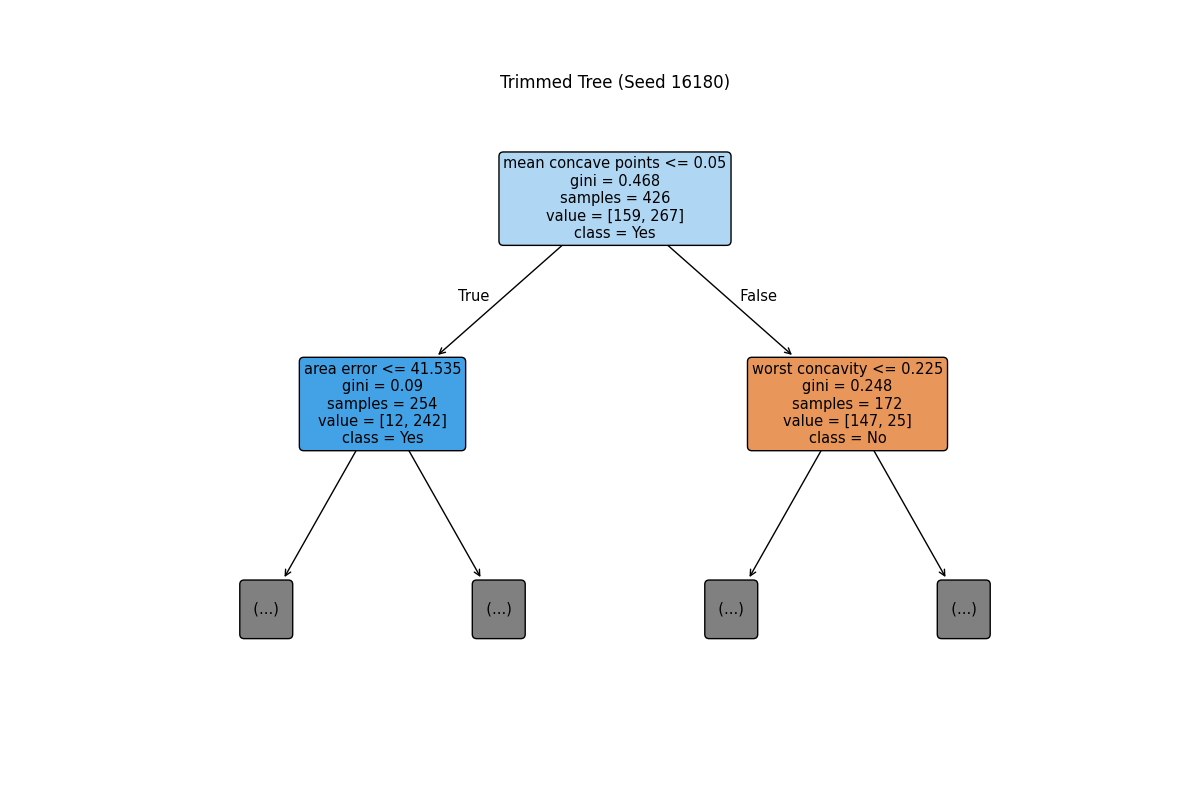 Trimmed Tree (Seed 16180)
mean concave points <= 0.05
gini = 0.468
samples = 426
value = [159, 267]
class = Yes
True
False
area error <= 41.535
gini = 0.09
samples = 254
value = [12, 242]
class = Yes
worst concavity <= 0.225
gini = 0.248
samples = 172
value = [147, 25]
class = No
(...)
(...)
(...)
(...)